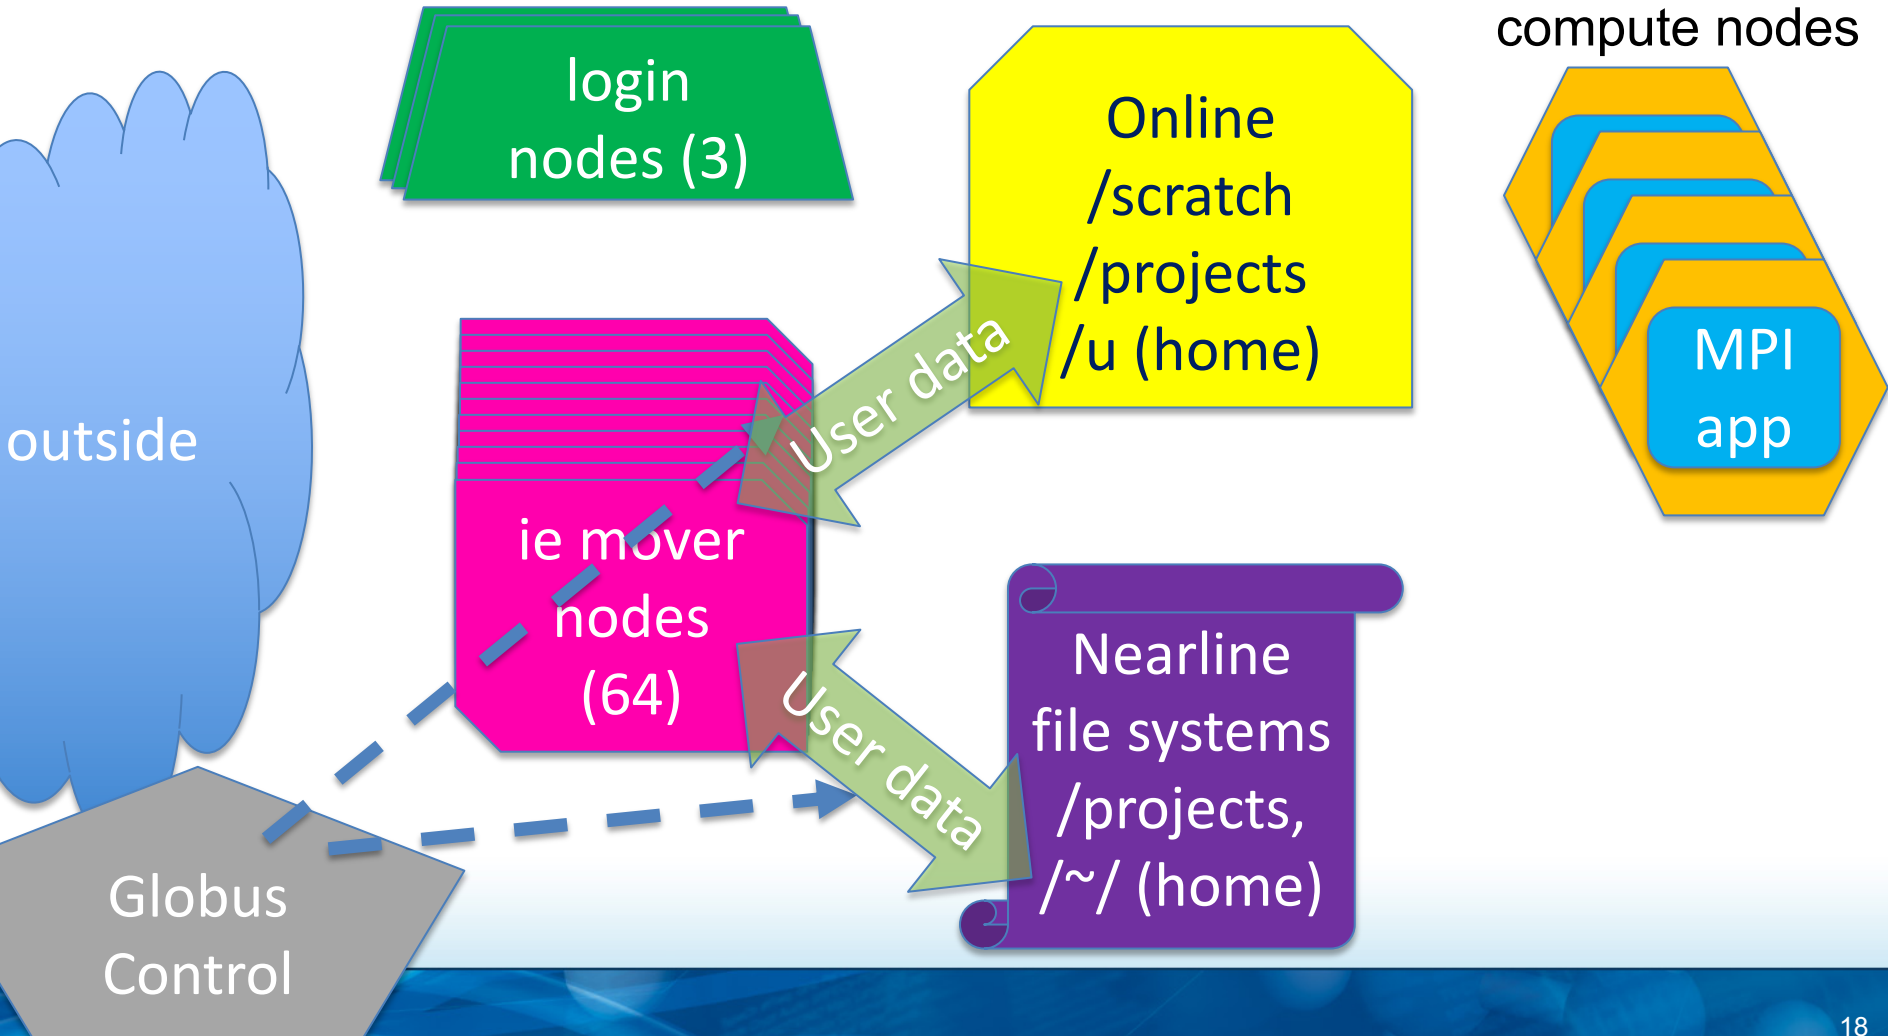 compute nodes
login
nodes (3)
Online
/scratch
/projects
/u (home)
MPI
app
outside
User data
ie mover
nodes
(64)
User data
Nearline
file systems
/projects,
/~/ (home)
Globus
Control
18